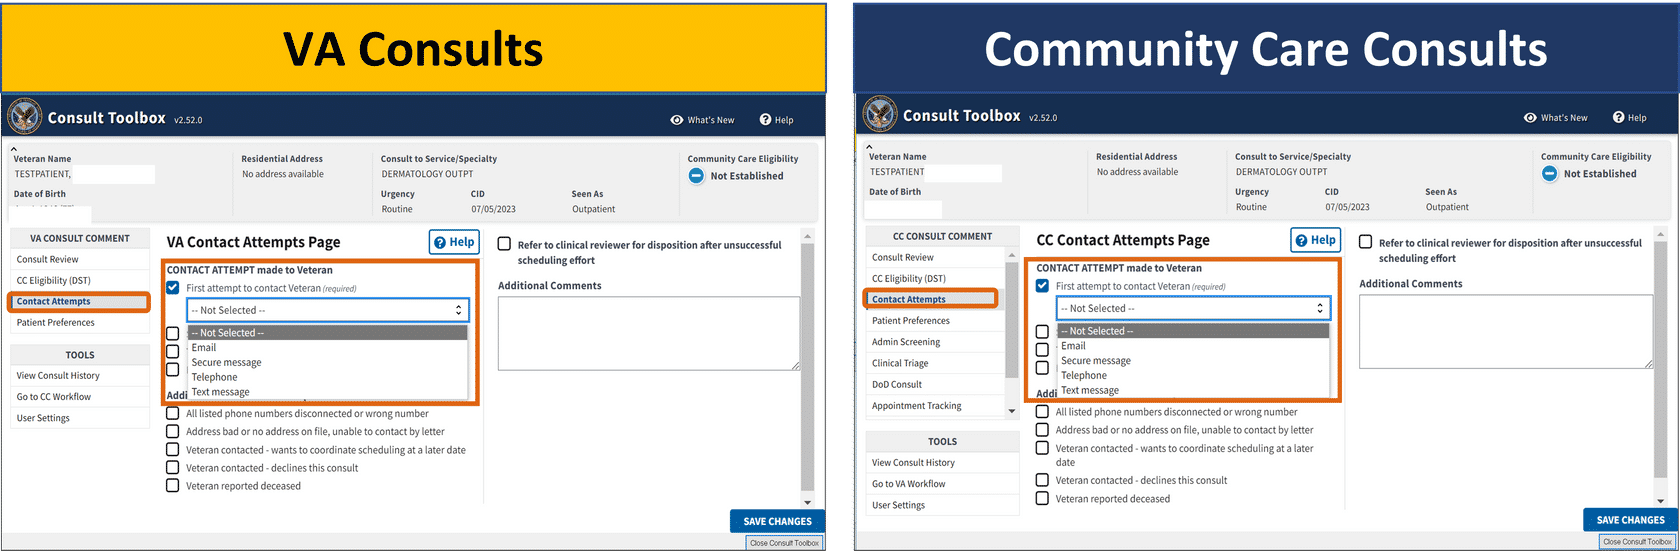 VA Consults
Consult Toolbox v2.52.0
What's New
Help
Veteran Name
TESTPATIENT,
Date of Birth
Residential Address
No address available
Consult to Service/Specialty
DERMATOLOGY OUTPT
Urgency
Routine
CID
07/05/2023
Seen As
Outpatient
Community Care Eligibility
Not Established
VA CONSULT COMMENT
Consult Review
CC Eligibility (DST)
Contact Attempts
Patient Preferences
TOOLS
View Consult History
Go to CC Workflow
User Settings
VA Contact Attempts Page
Help
CONTACT ATTEMPT made to Veteran
First attempt to contact Veteran (required)
-- Not Selected --
-- Not Selected --
Email
Secure message
Telephone
Text message
All listed phone numbers disconnected or wrong number
Address bad or no address on file, unable to contact by letter
Veteran contacted - wants to coordinate scheduling at a later date
Veteran contacted - declines this consult
Veteran reported deceased
Refer to clinical reviewer for disposition after unsuccessful
scheduling effort
Additional Comments
SAVE CHANGES
Close Consult Toolbox
Community Care Consults
Consult Toolbox v2.52.0
What's New
Help
Veteran Name
TESTPATIENT
Date of Birth
Residential Address
No address available
Consult to Service/Specialty
DERMATOLOGY OUTPT
Urgency
Routine
CID
07/05/2023
Seen As
Outpatient
Community Care Eligibility
Not Established
CC CONSULT COMMENT
Consult Review
CC Eligibility (DST)
Contact Attempts
Patient Preferences
Admin Screening
Clinical Triage
DoD Consult
Appointment Tracking
TOOLS
View Consult History
Go to VA Workflow
User Settings
CC Contact Attempts Page
Help
CONTACT ATTEMPT made to Veteran
First attempt to contact Veteran (required)
-- Not Selected --
-- Not Selected --
Email
Secure message
Telephone
Text message
All listed phone numbers disconnected or wrong number
Address bad or no address on file, unable to contact by letter
Veteran contacted - wants to coordinate scheduling at a later
date
Veteran contacted - declines this consult
Veteran reported deceased
Refer to clinical reviewer for disposition after unsuccessful
scheduling effort
Additional Comments
SAVE CHANGES
Close Consult Toolbox